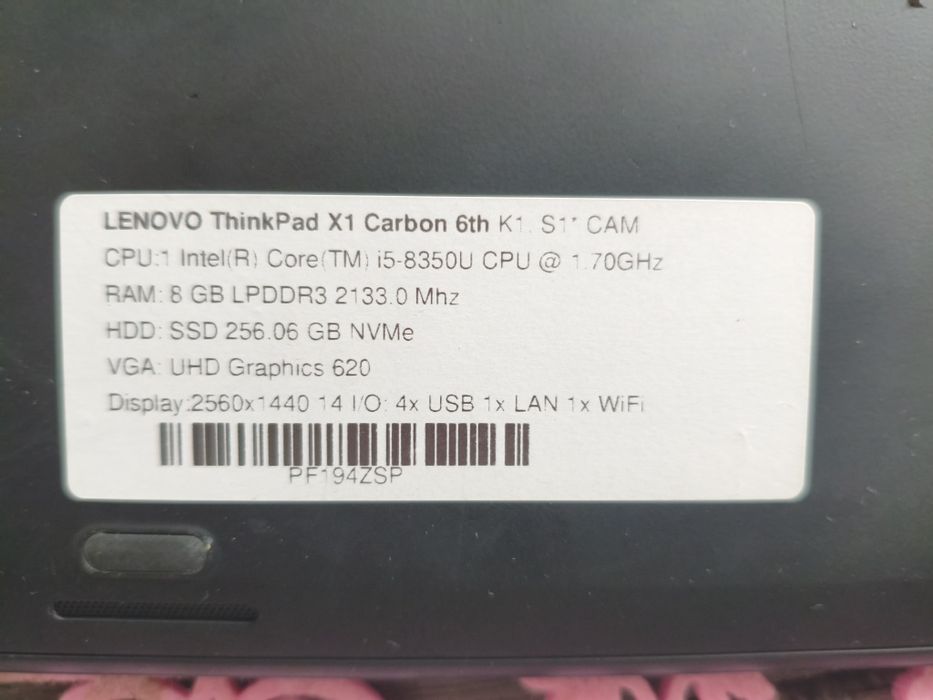 LENOVO ThinkPad X1 Carbon 6th K1, S1* CAM
CPU:1 Intel(R) Core(TM) i5-8350U CPU @ 1.70GHz
RAM: 8 GB LPDDR3 2133.0 Mhz
HDD: SSD 256.06 GB NVMe
VGA: UHD Graphics 620
Display:2560x1440 14 I/O: 4x USB 1x LAN 1x WiFi
PF194ZSP